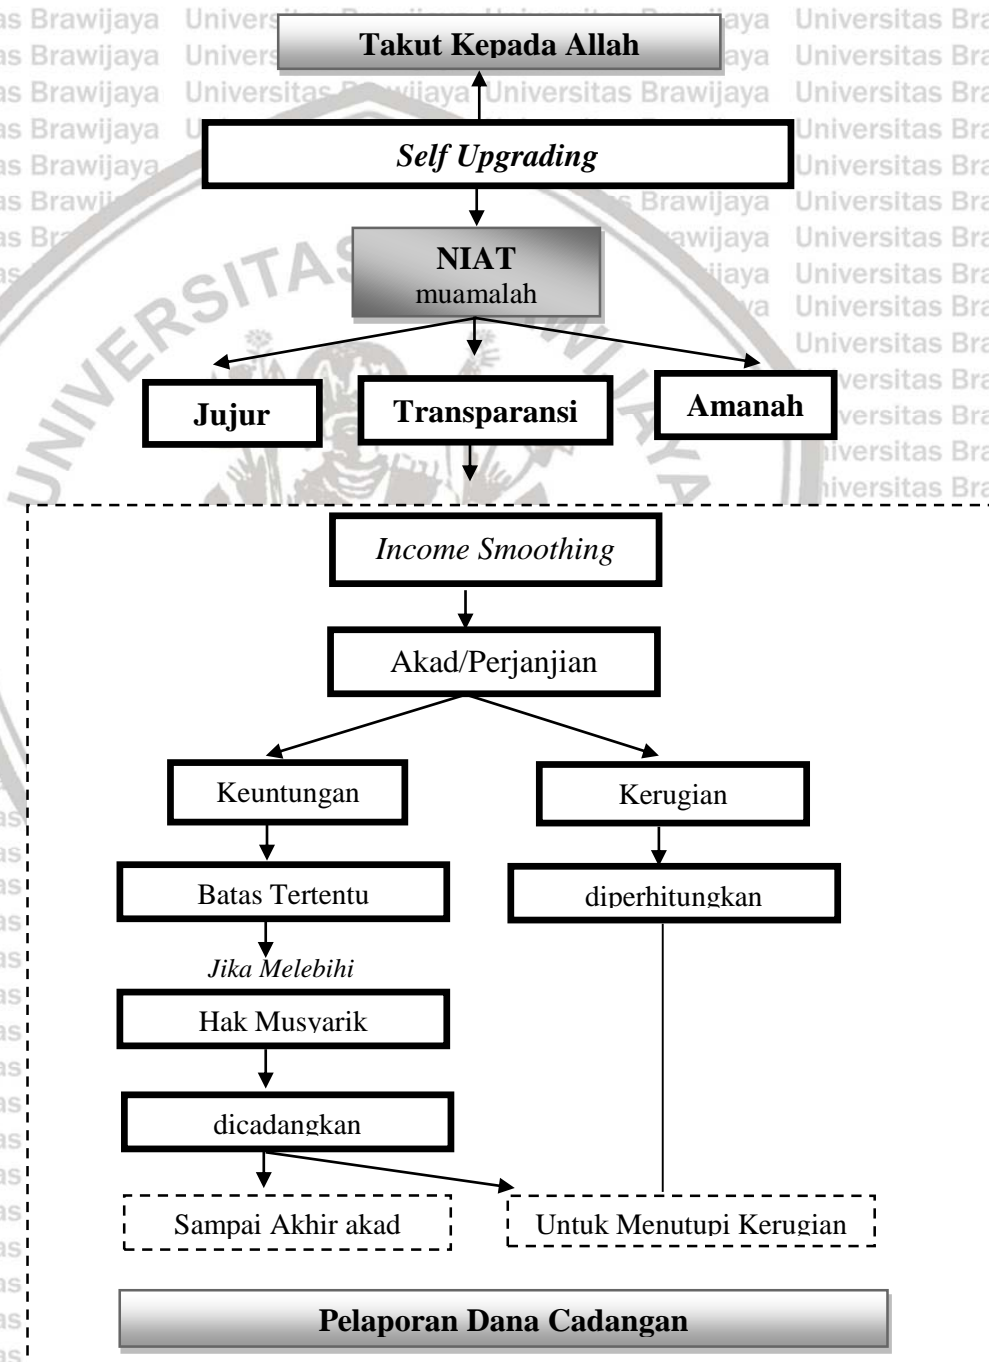 Takut Kepada Allah
Self Upgrading
NIAT
muamalah
Jujur
Transparansi
Amanah
Income Smoothing
Akad/Perjanjian
Keuntungan
Kerugian
Batas Tertentu
diperhitungkan
Jika Melebihi
Hak Musyarik
dicadangkan
Sampai Akhir akad
Untuk Menutupi Kerugian
Pelaporan Dana Cadangan